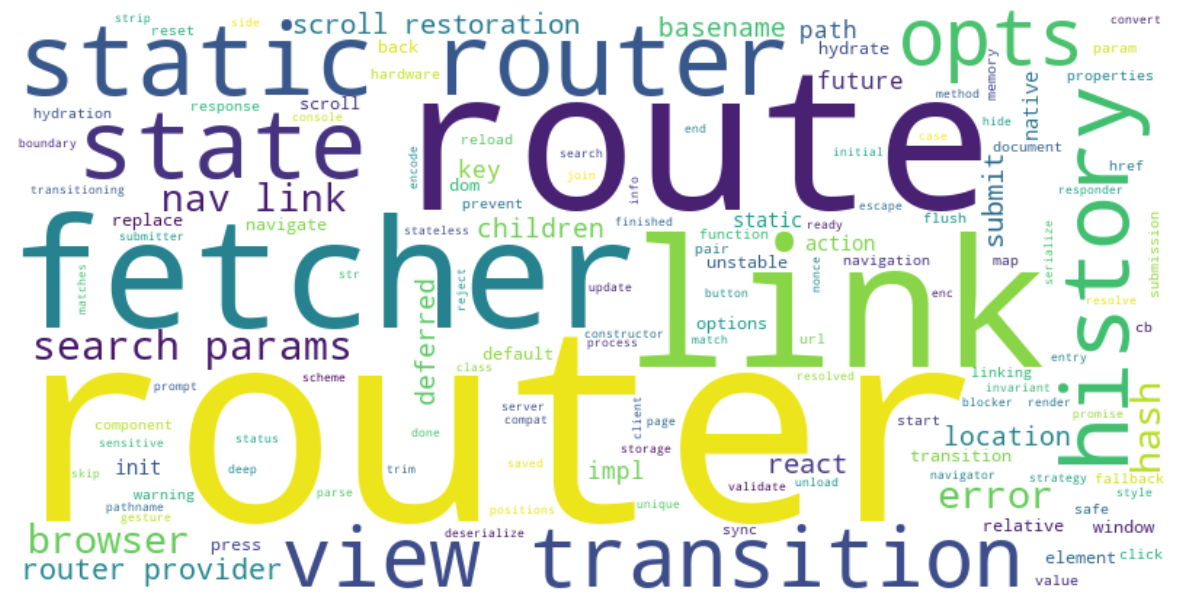 strip
side
scroll restoration
basename
path
opts
convert
reset
static router
back
hydrate
memory
param
hardware
future
native
properties
hydration
response
scroll
console
method
history
state
route
end
case
hide
boundary
reload
search
initial
submit
document
encode
key
join
info
href
transitioning
nav link
dom
prevent
escape
responder
replace
navigate
stateless
children
finished
static
ready
flush
submitter
function
action
submission
serialize
fetcher
link
pair
unstable
nonce
navigation
map
matches
str
deferred
reject
update
button
enc
resolve
constructor
options
cb
search params
process
match
url
default
entry
class
scheme
resolved
linking
prompt
invariant
router
hash
server
compat
client
page
blocker
render
promise
start
component
sensitive
status
done
storage
location
transition
init
skip
deep
trim
saved
impl
react
unload
navigator
strategy
fallback
warning
parse
validate
error
style
pathname
gesture
positions
unique
safe
browser
press
deserialize
view transition
sync
relative
window
router provider
element
click
value